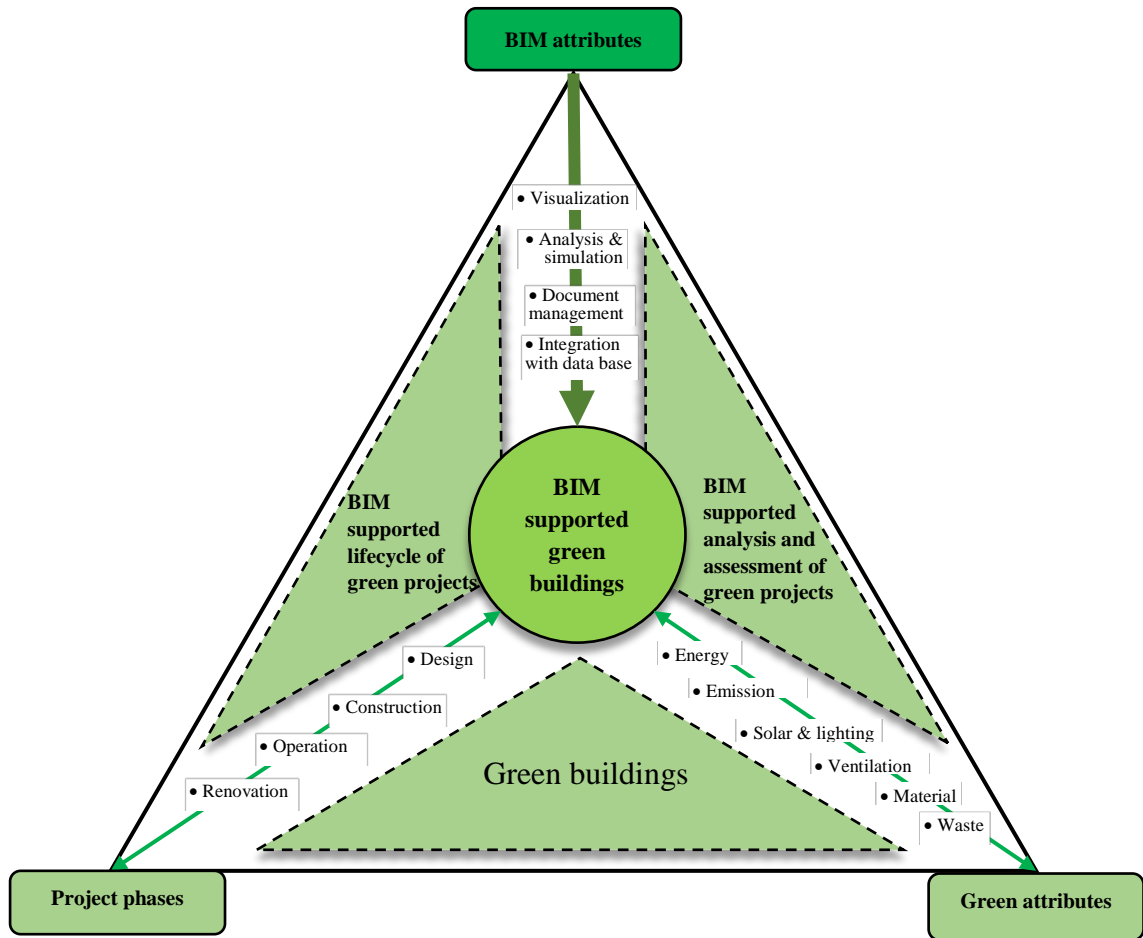 BIM attributes
• Visualization
• Analysis &
simulation
• Document
management
• Integration
with data base
BIM
supported
lifecycle of
green projects
BIM
supported
green
buildings
BIM
supported
analysis and
assessment of
green projects
• Design
• Construction
• Operation
• Renovation
• Energy
• Emission
• Solar & lighting
• Ventilation
• Material
• Waste
Green buildings
Project phases
Green attributes